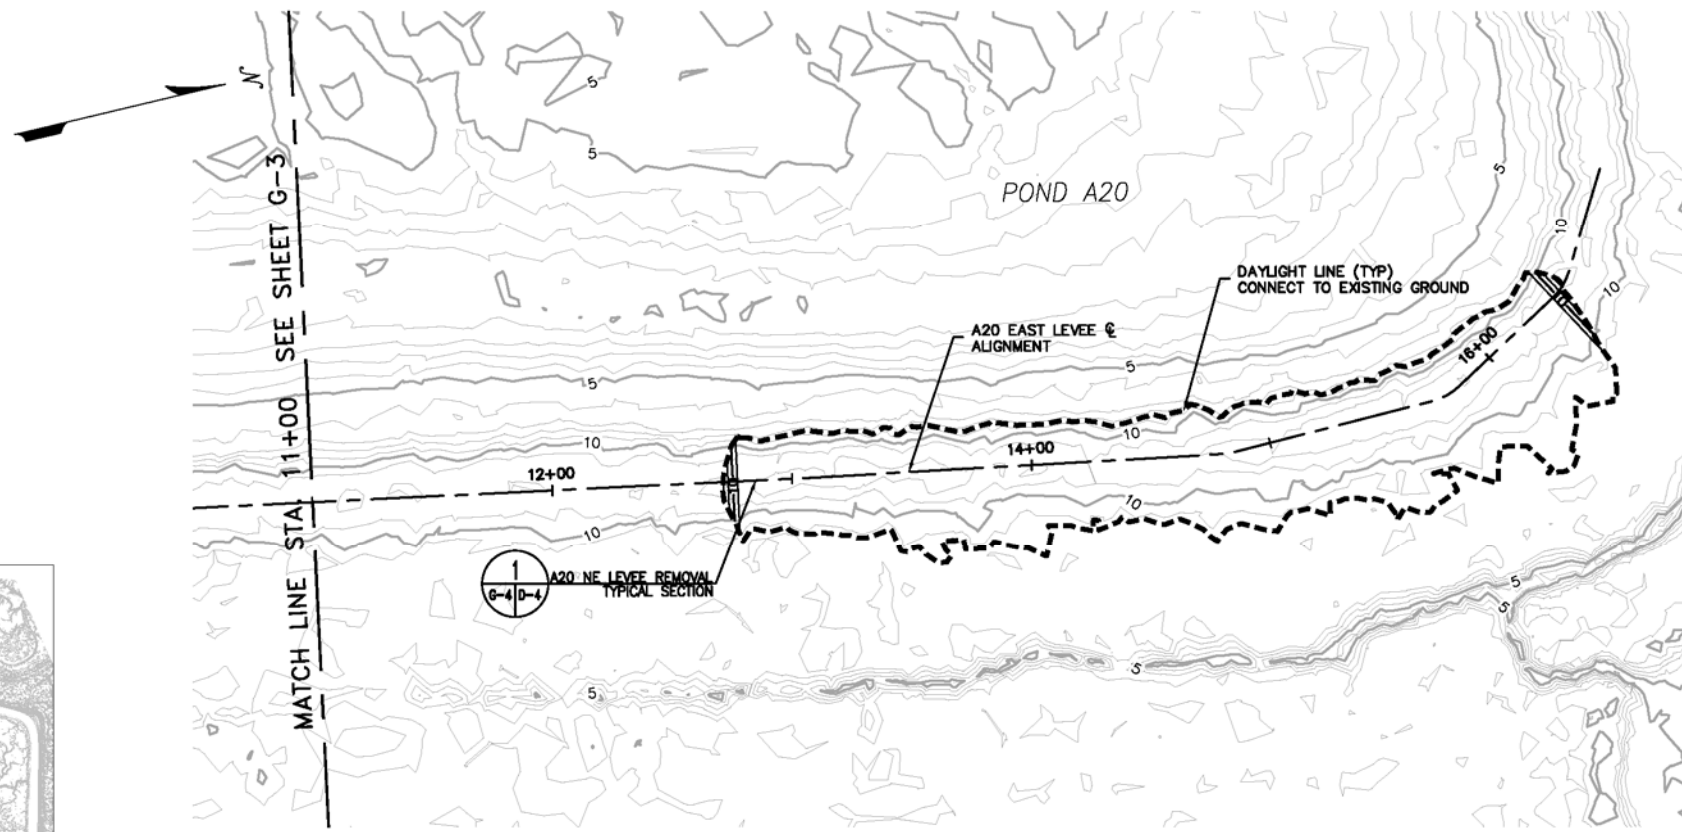 N
MATCH LINE STA. 11+00 SEE SHEET G-3
5
5
POND A20
5
10
10
DAYLIGHT LINE (TYP)
CONNECT TO EXISTING GROUND
A20 EAST LEVEE ℄
ALIGNMENT
16+00
5
5
10
10
14+00
12+00
10
10
10
10
1
G-4 D-4
A20 NE LEVEE REMOVAL
TYPICAL SECTION
5
5
5
5